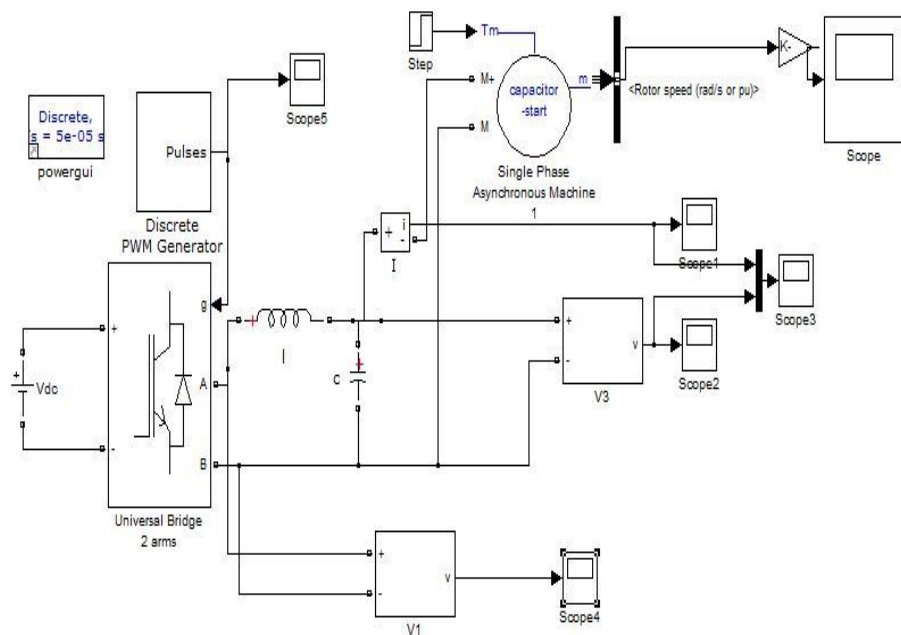 Step
Tm
M+
M
capacitor
-start
m
<Rotor speed (rad/s or pu)>
K-
Scope
Single Phase
Asynchronous Machine
1
Discrete,
s = 5e-05 s
powergui
Pulses
Discrete
PWM Generator
Scope5
+
i
-
I
Scope1
Scope3
g
+
-
A
B
+
Vdc
Universal Bridge
2 arms
+
l
+
c
+
-
v
V3
Scope2
+
-
v
V1
Scope4